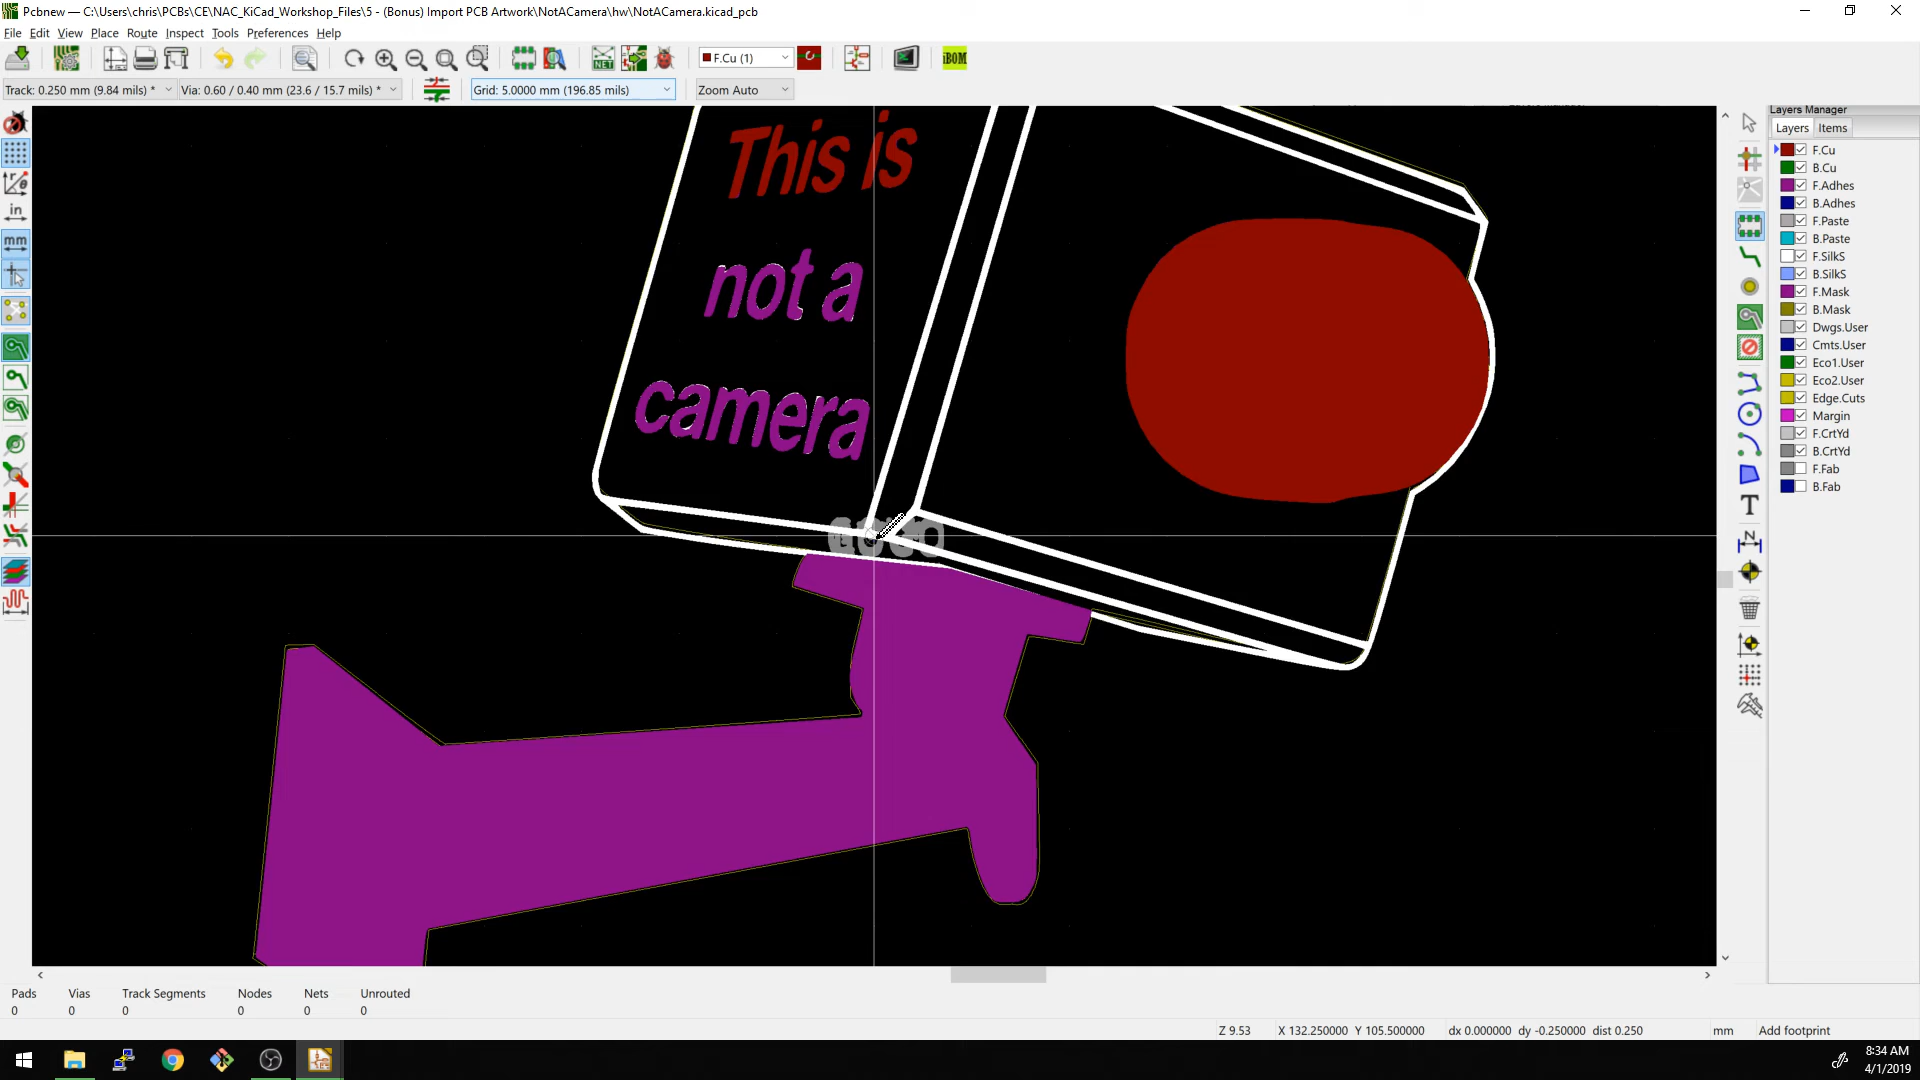 Pcbnew — C:\Users\chris\PCBs\CE\NAC_KiCad_Workshop_Files\5 - (Bonus) Import PCB Artwork\NotACamera\hw\NotACamera.kicad_pcb
File Edit View Place Route Inspect Tools Preferences Help
NET
F.Cu (1)
iBOM
Track: 0.250 mm (9.84 mils) *
Via: 0.60 / 0.40 mm (23.6 / 15.7 mils) *
Grid: 5.0000 mm (196.85 mils)
Zoom Auto
in
mm
This is
not a
camera
Layers Manager
Layers Items
F.Cu
B.Cu
F.Adhes
B.Adhes
F.Paste
B.Paste
F.SilkS
B.SilkS
F.Mask
B.Mask
Dwgs.User
Cmts.User
Eco1.User
Eco2.User
Edge.Cuts
Margin
F.CrtYd
B.CrtYd
F.Fab
B.Fab
T
N
Pads Vias Track Segments Nodes Nets Unrouted
0 0 0 0 0 0
Z 9.53 X 132.250000 Y 105.500000 dx 0.000000 dy -0.250000 dist 0.250 mm Add footprint
8:34 AM
4/1/2019